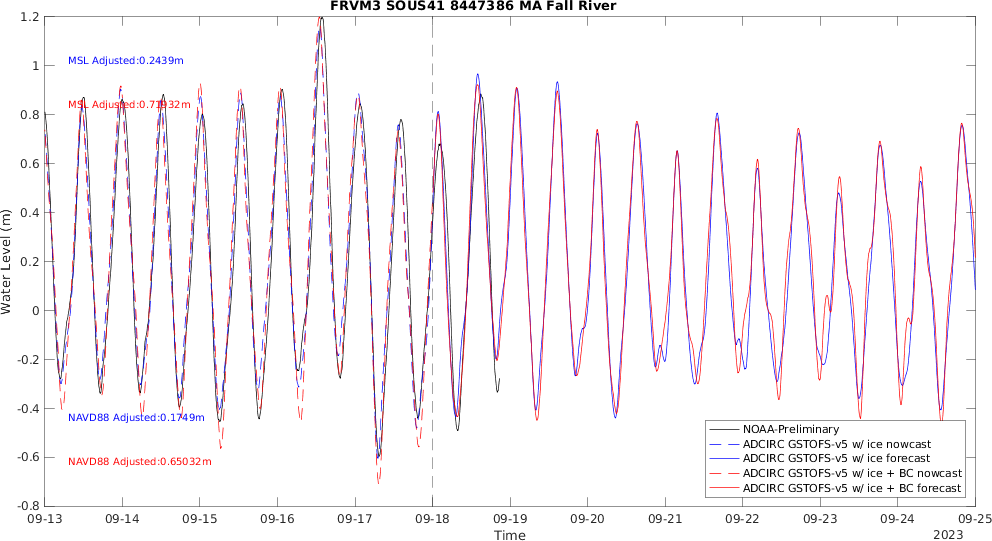 FRVM3 SOUS41 8447386 MA Fall River
1.2
1
0.8
0.6
0.4
0.2
0
-0.2
-0.4
-0.6
-0.8
Water Level (m)
MSL Adjusted:0.2439m
MSL Adjusted:0.71932m
NAVD88 Adjusted:0.1749m
NAVD88 Adjusted:0.65032m
NOAA-Preliminary
ADCIRC GSTOFS-v5 w/ ice nowcast
ADCIRC GSTOFS-v5 w/ ice forecast
ADCIRC GSTOFS-v5 w/ ice + BC nowcast
ADCIRC GSTOFS-v5 w/ ice + BC forecast
09-13 09-14 09-15 09-16 09-17 09-18 09-19 09-20 09-21 09-22 09-23 09-24 09-25
Time
2023